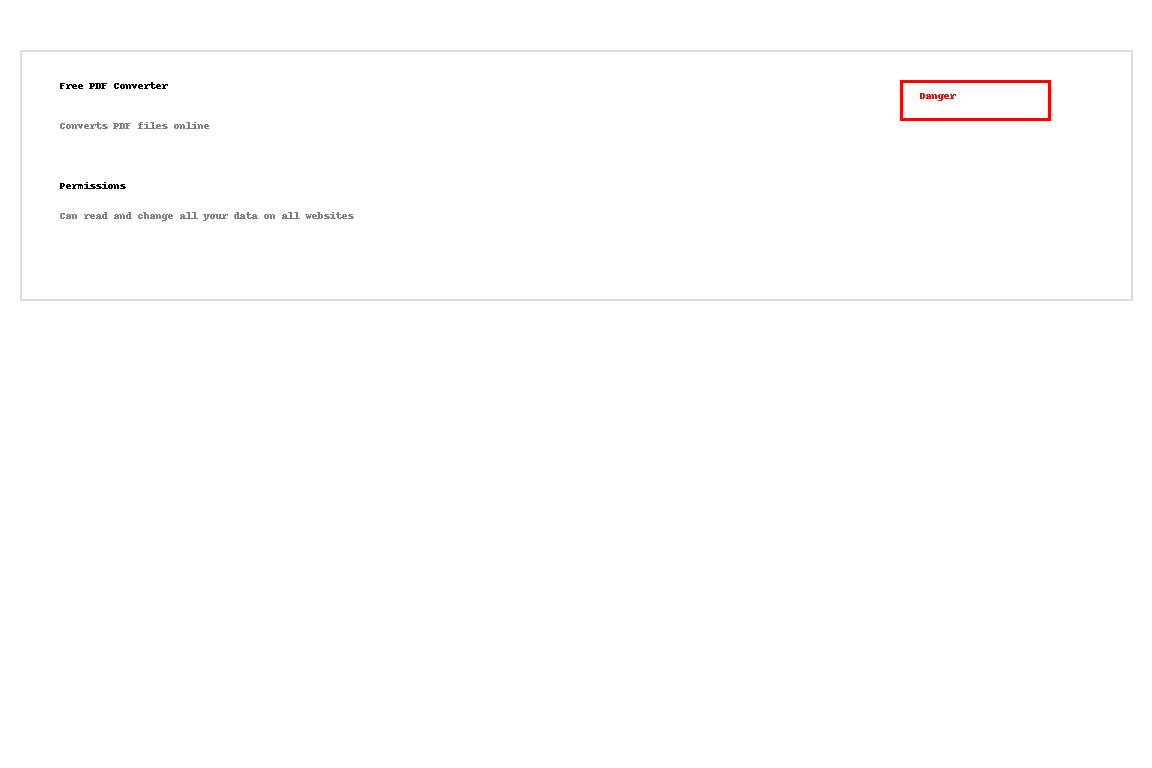 Free PDF Converter
Danger
Converts PDF files online
Permissions
Can read and change all your data on all websites